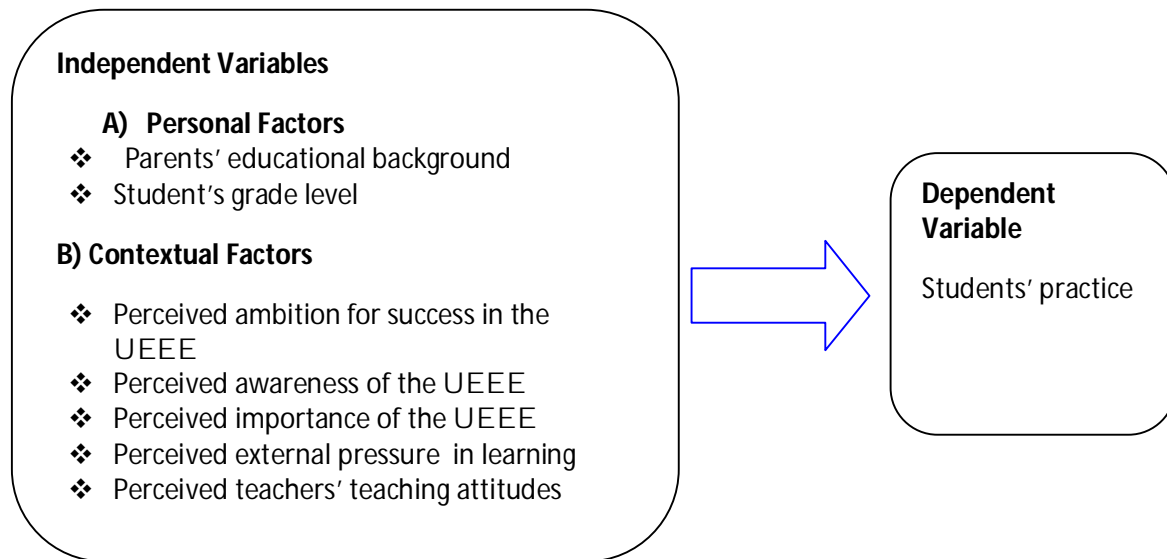 Independent Variables
A) Personal Factors
❖ Parents’ educational background
❖ Student’s grade level
B) Contextual Factors
❖ Perceived ambition for success in the
UEEE
❖ Perceived awareness of the UEEE
❖ Perceived importance of the UEEE
❖ Perceived external pressure in learning
❖ Perceived teachers’ teaching attitudes
Dependent
Variable
Students’ practice